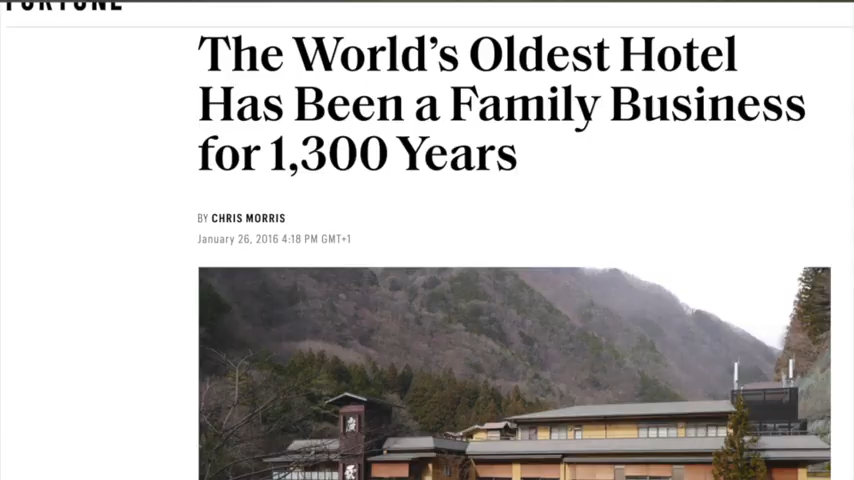 FORTUNE
The World's Oldest Hotel
Has Been a Family Business
for 1,300 Years
BY CHRIS MORRIS
January 26, 2016 4:18 PM GMT+1